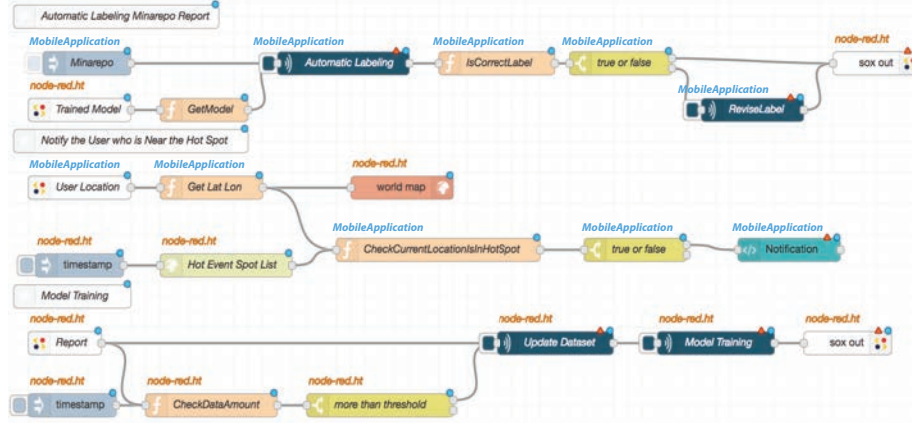 Automatic Labeling Minarepo Report
MobileApplication
Minarepo
MobileApplication
Automatic Labeling
MobileApplication
IsCorrectLabel
MobileApplication
true or false
node-red.ht
sox out
node-red.ht
Trained Model
GetModel
MobileApplication
ReviseLabel
Notify the User who is Near the Hot Spot
MobileApplication
User Location
MobileApplication
Get Lat Lon
node-red.ht
world map
MobileApplication
CheckCurrentLocationIsInHotSpot
MobileApplication
true or false
MobileApplication
Notification
node-red.ht
timestamp
node-red.ht
Hot Event Spot List
Model Training
node-red.ht
Report
node-red.ht
Update Dataset
node-red.ht
Model Training
node-red.ht
sox out
node-red.ht
timestamp
node-red.ht
CheckDataAmount
node-red.ht
more than threshold